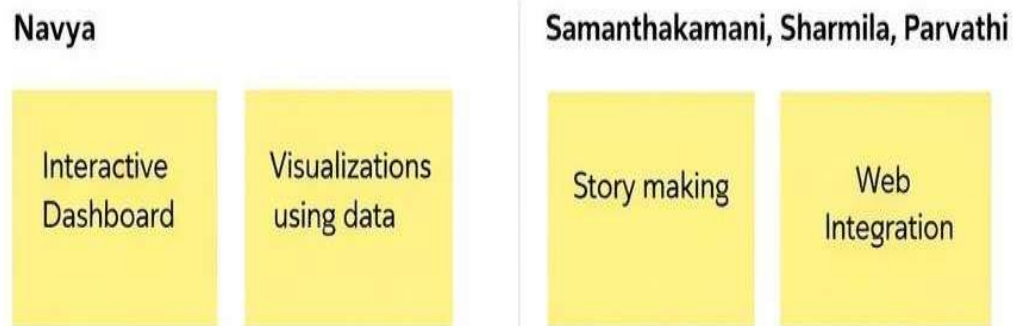 Navya
Interactive
Dashboard
Visualizations
using data
Samanthakamani, Sharmila, Parvathi
Story making
Web
Integration